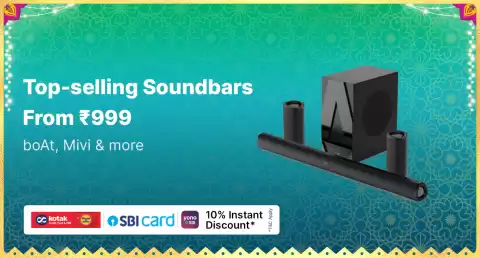 Top-selling Soundbars
From ₹999
boAt, Mivi & more
kotak
SBI card
yono
SBI
10% Instant
Discount*
*T&C Apply